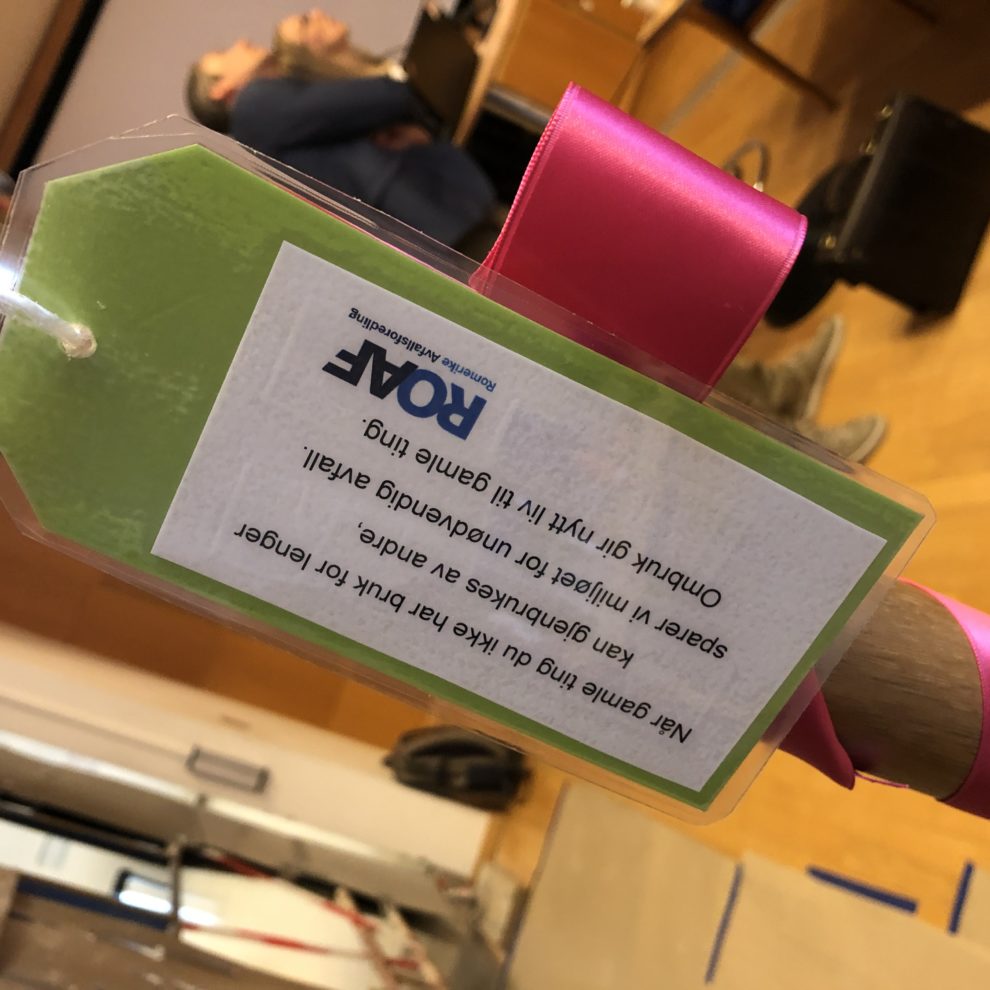 Når gamle ting du ikke har bruk for lenger
kan gjenbrukes av andre,
sparer vi miljøet for unødvendig avfall.
Ombruk gir nytt liv til gamle ting.
ROAF
Romerike Avfallsforedling